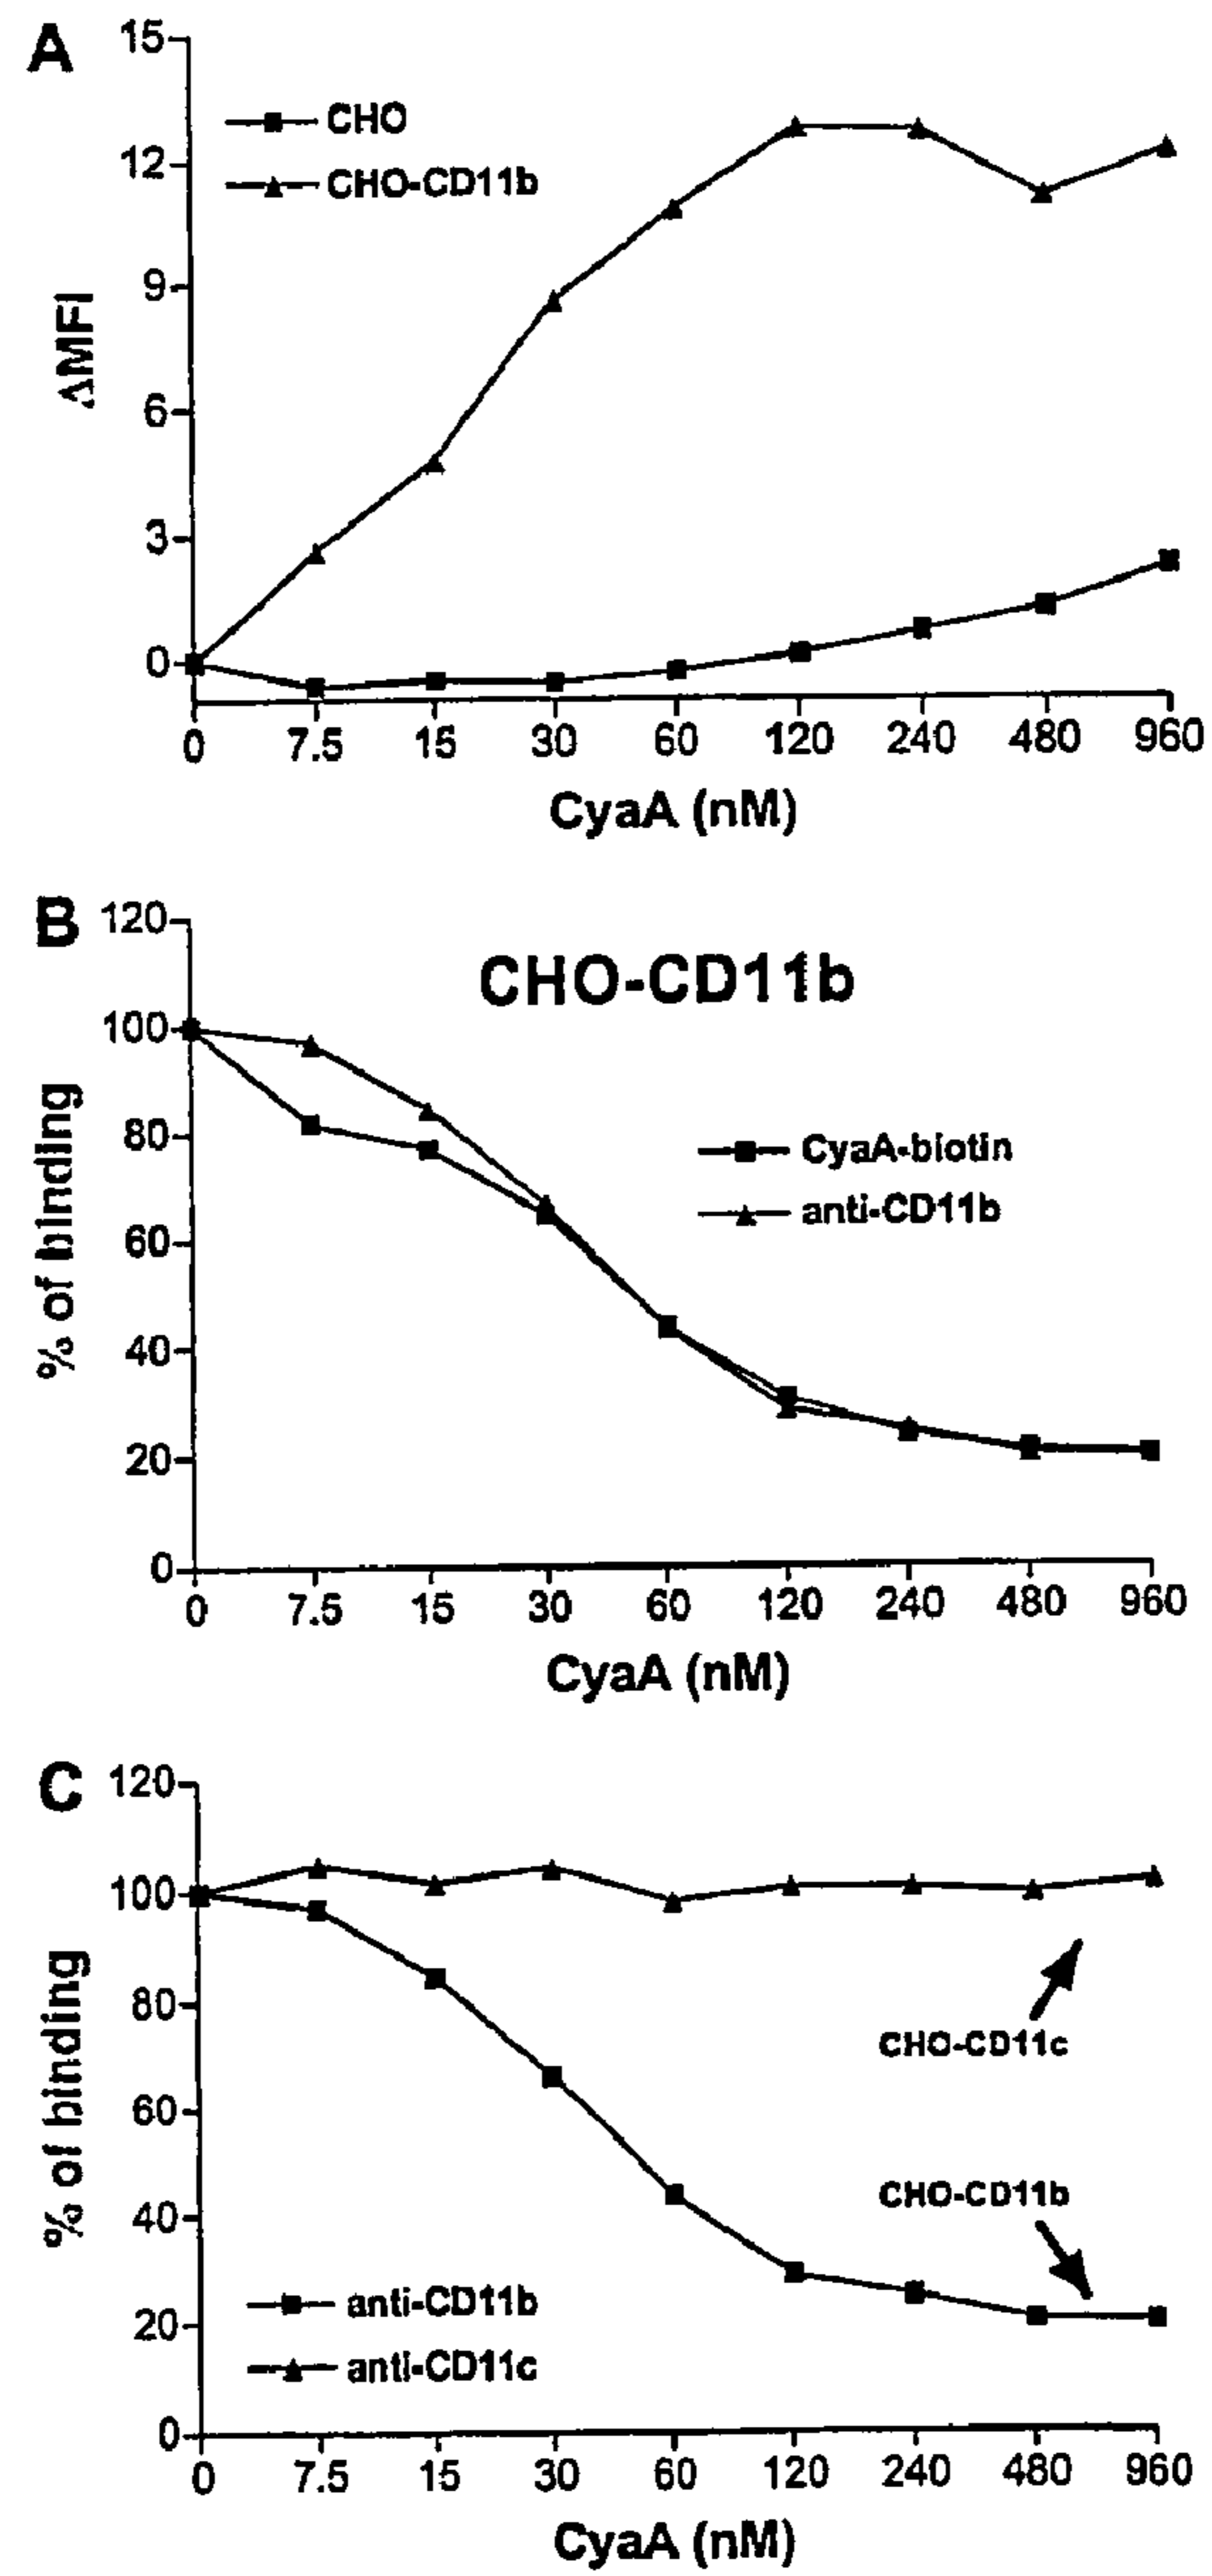 A
15
CHO
CHO-CD11b
12
9
6
3
0
ΔMFI
0 7.5 15 30 60 120 240 480 960
CyaA (nM)
B
120
CHO-CD11b
100
80
60
40
20
0
% of binding
CyaA-biotin
anti-CD11b
0 7.5 15 30 60 120 240 480 960
CyaA (nM)
C
120
100
80
60
40
20
0
% of binding
CHO-CD11c
CHO-CD11b
anti-CD11b
anti-CD11c
0 7.5 15 30 60 120 240 480 960
CyaA (nM)